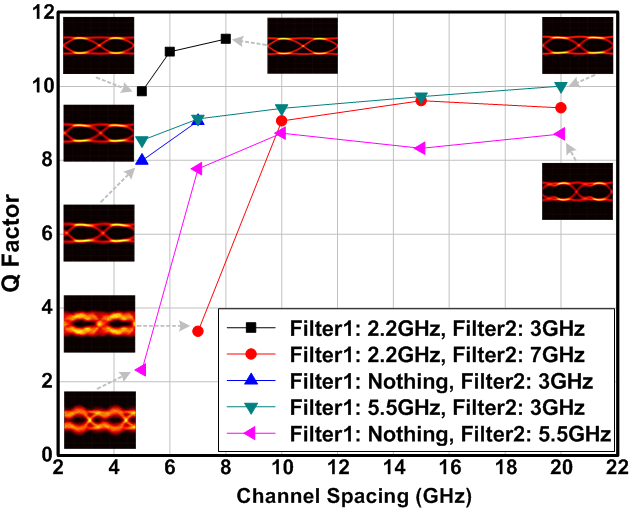 12
10
8
6
4
2
0
Q Factor
Filter1: 2.2GHz, Filter2: 3GHz
Filter1: 2.2GHz, Filter2: 7GHz
Filter1: Nothing, Filter2: 3GHz
Filter1: 5.5GHz, Filter2: 3GHz
Filter1: Nothing, Filter2: 5.5GHz
2 4 6 8 10 12 14 16 18 20 22
Channel Spacing (GHz)